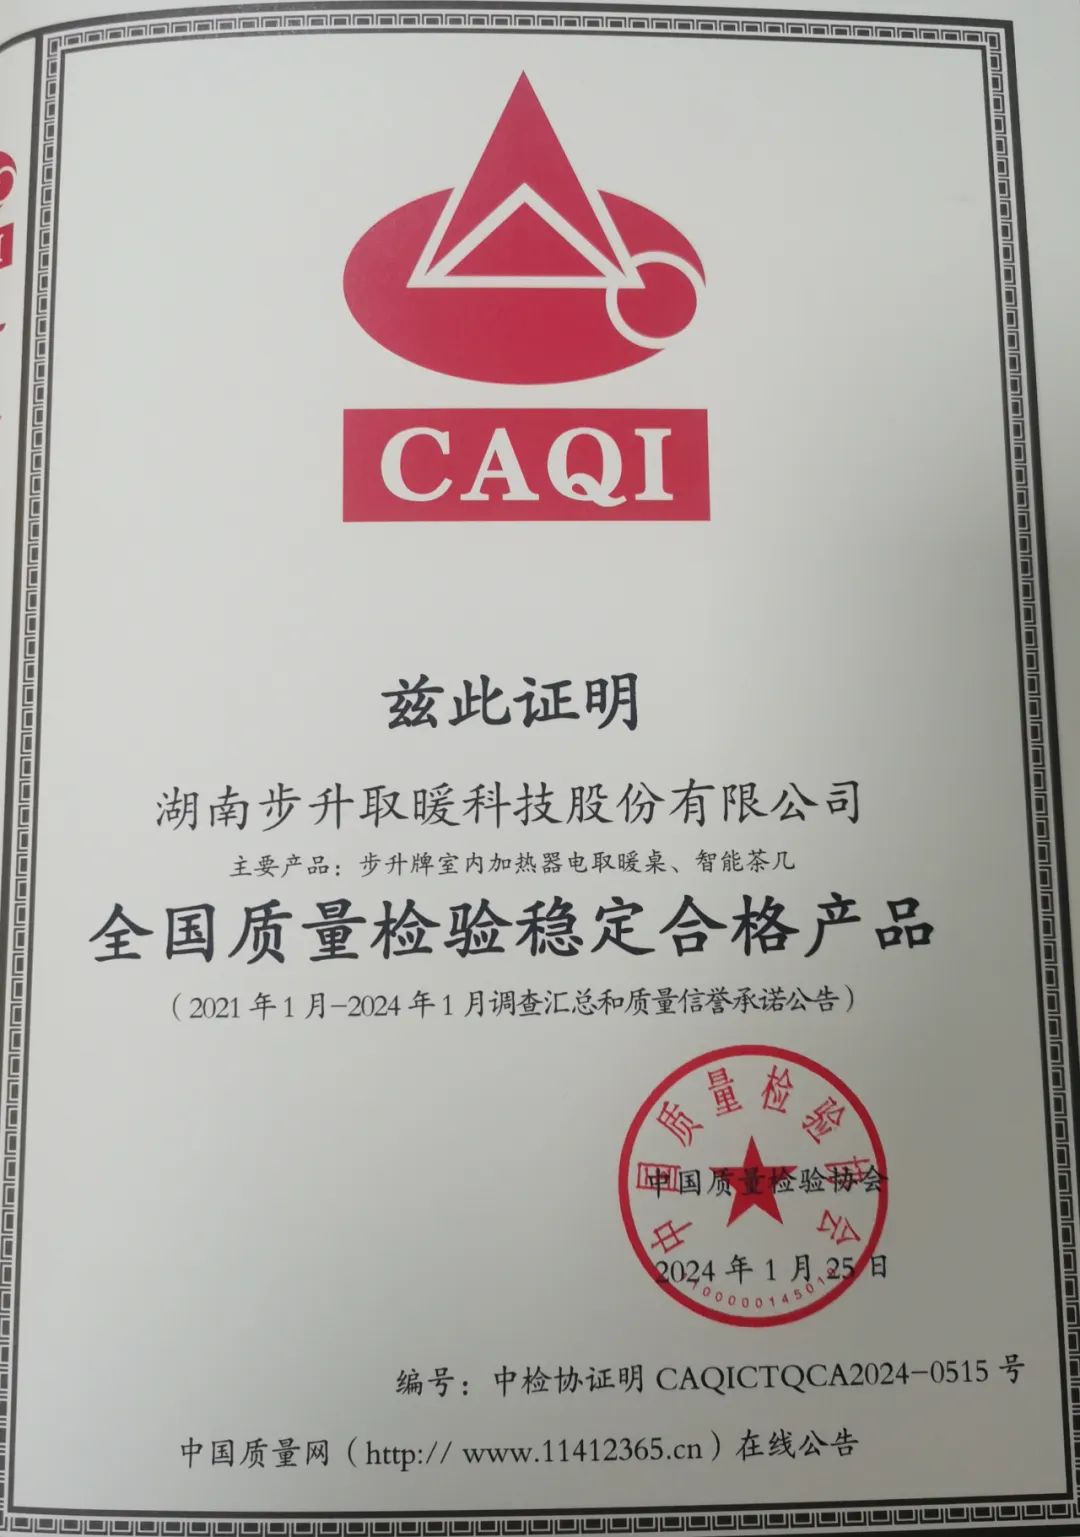 CAQI
兹此证明
湖南步升取暖科技股份有限公司
主要产品：步升牌室内加热器电取暖桌、智能茶几
全国质量检验稳定合格产品
（2021年1月-2024年1月调查汇总和质量信誉承诺公告）
中国质量检验协会
中国质量检验协会
2024年1月25日
编号：中检协证明 CAQICTQCA2024-0515 号
中国质量网（http:// www.11412365.cn）在线公告